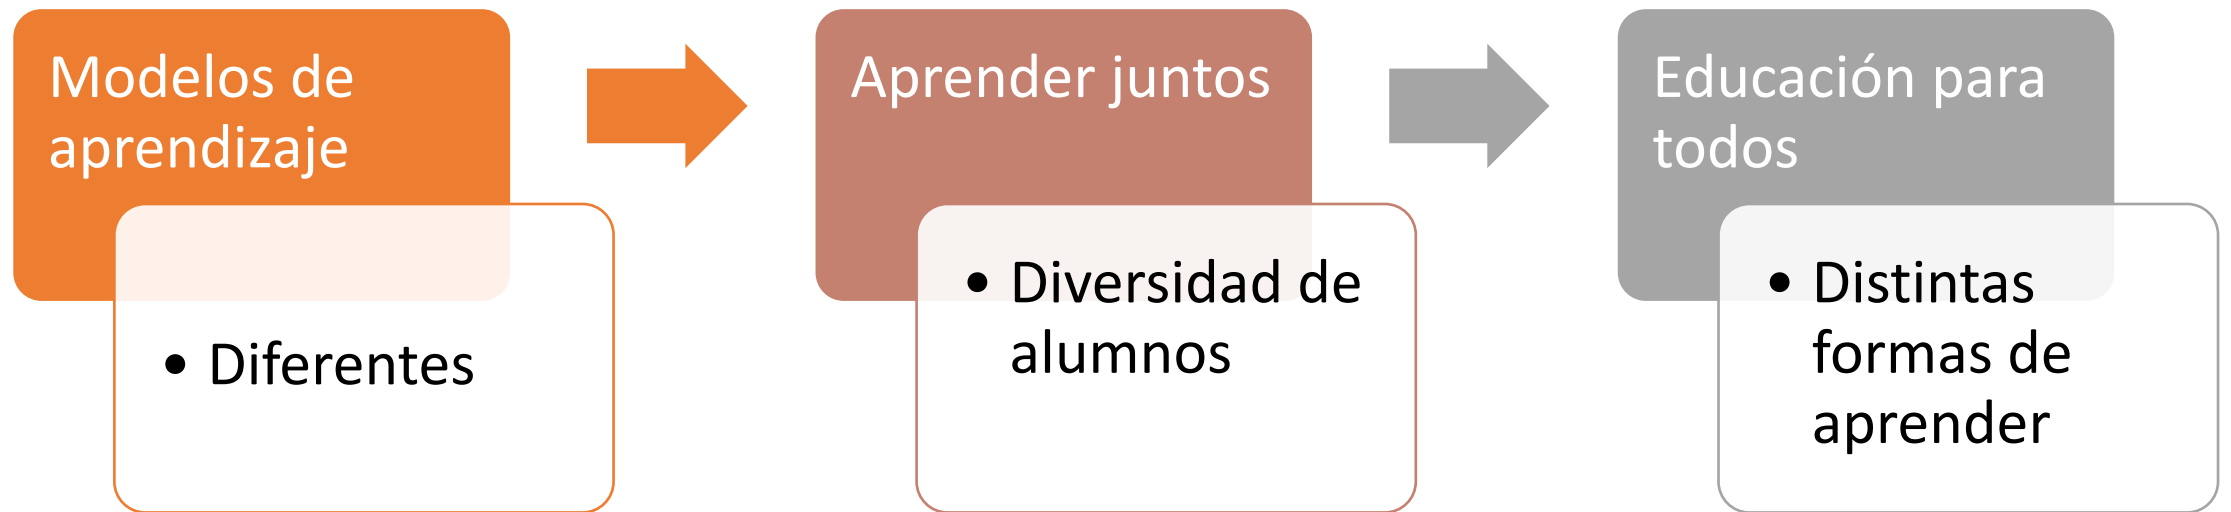 Modelos de
aprendizaje
• Diferentes
Aprender juntos
• Diversidad de
alumnos
Educación para
todos
• Distintas
formas de
aprender